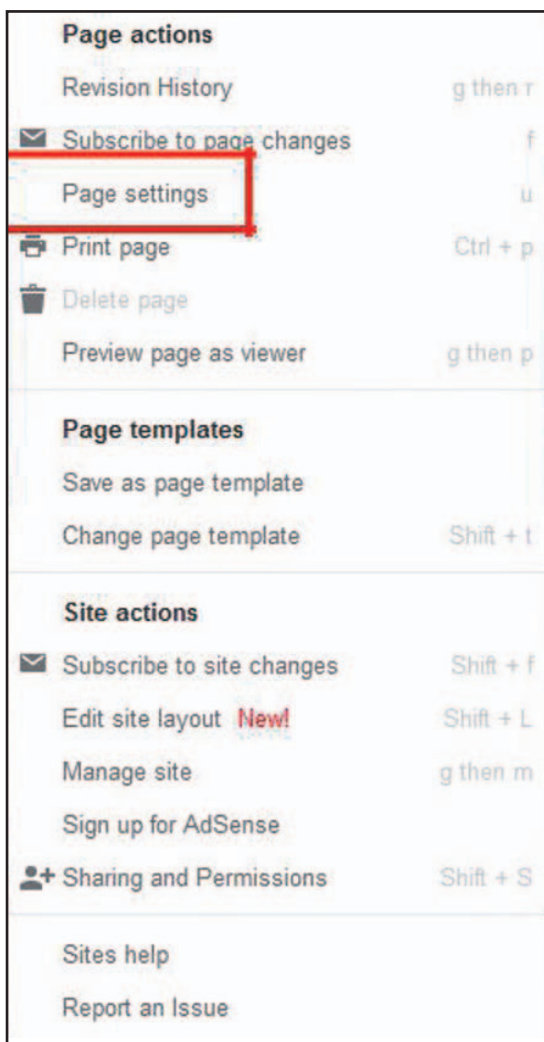 Page actions
Revision History g then r
Subscribe to page changes f
Page settings u
Print page Ctrl + p
Delete page
Preview page as viewer g then p
Page templates
Save as page template
Change page template Shift + t
Site actions
Subscribe to site changes Shift + f
Edit site layout New! Shift + L
Manage site g then m
Sign up for AdSense
Sharing and Permissions Shift + S
Sites help
Report an Issue